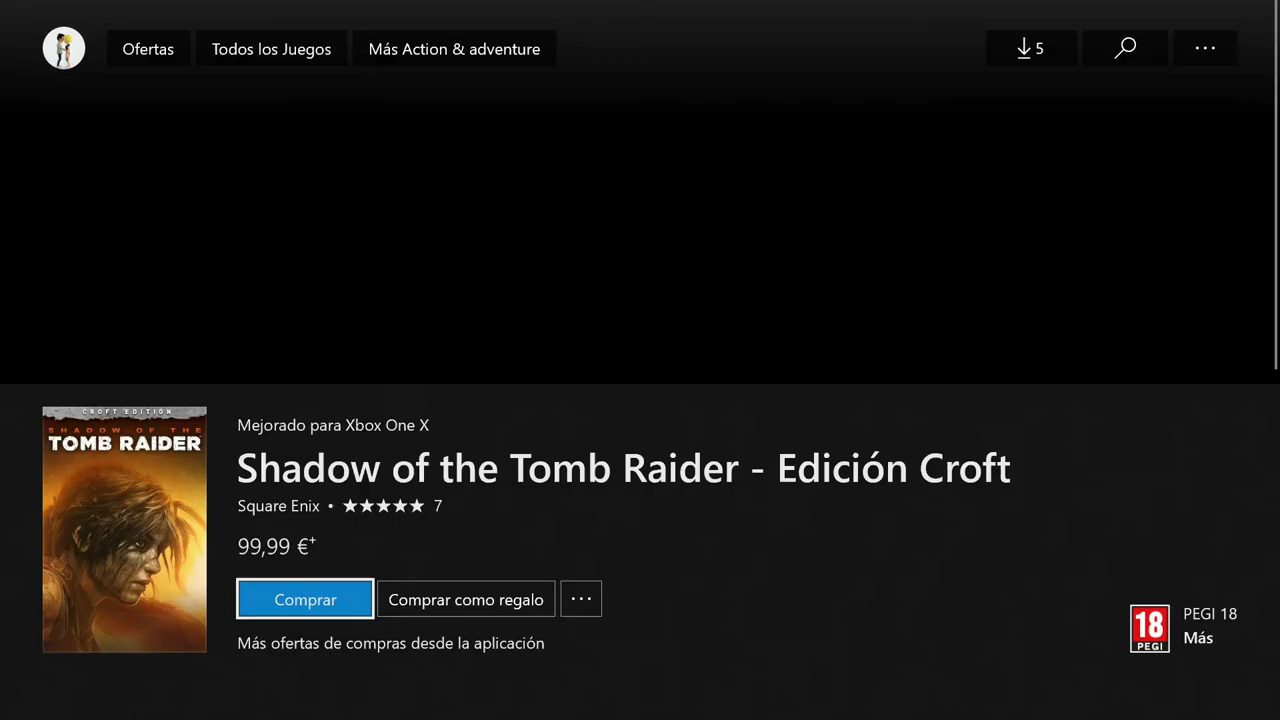 Ofertas
Todos los Juegos
Más Action & adventure
5
CROFT EDITION
SHADOW OF THE
TOMB RAIDER
Mejorado para Xbox One X
Shadow of the Tomb Raider - Edición Croft
Square Enix • ★★★★★ 7
99,99 €+
Comprar
Comprar como regalo
Más ofertas de compras desde la aplicación
18
PEGI
PEGI 18
Más